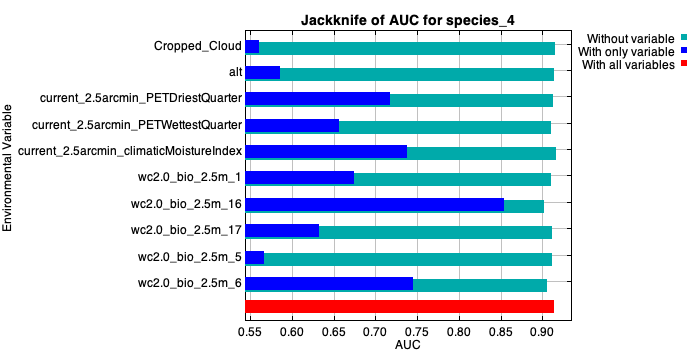 Jackknife of AUC for species_4
Without variable
With only variable
With all variables
Environmental Variable
Cropped_Cloud
alt
current_2.5arcmin_PETDriestQuarter
current_2.5arcmin_PETWettestQuarter
current_2.5arcmin_climaticMoistureIndex
wc2.0_bio_2.5m_1
wc2.0_bio_2.5m_16
wc2.0_bio_2.5m_17
wc2.0_bio_2.5m_5
wc2.0_bio_2.5m_6
0.55 0.60 0.65 0.70 0.75 0.80 0.85 0.90
AUC